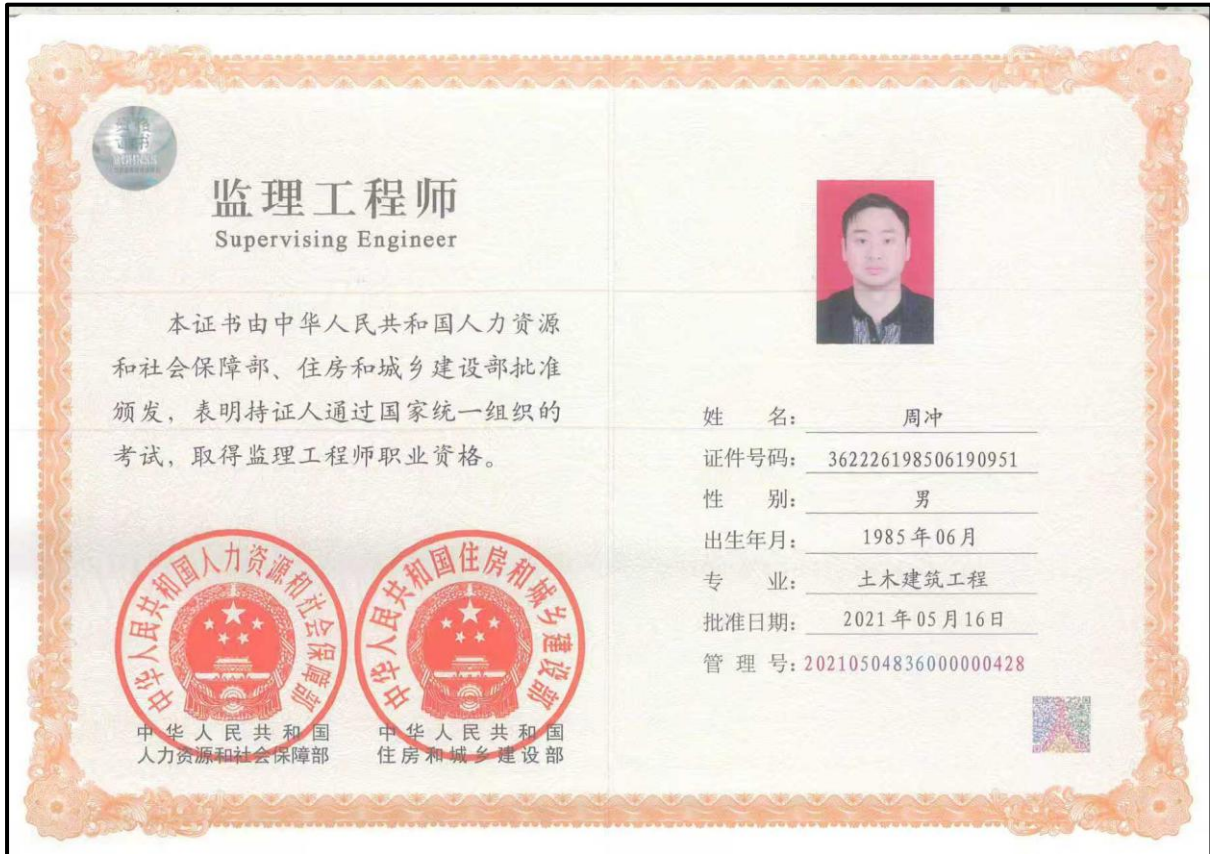 监理工程师
Supervising Engineer
本证书由中华人民共和国人力资源
和社会保障部、住房和城乡建设部批准
颁发，表明持证人通过国家统一组织的
考试，取得监理工程师职业资格。
中华人民共和国人力资源和社会保障部
中华人民共和国住房和城乡建设部
中华人民共和国
人力资源和社会保障部
中华人民共和国
住房和城乡建设部
姓 名： 周冲
证件号码： 362226198506190951
性 别： 男
出生年月： 1985年06月
专 业： 土木建筑工程
批准日期： 2021年05月16日
管 理 号：20210504836000000428